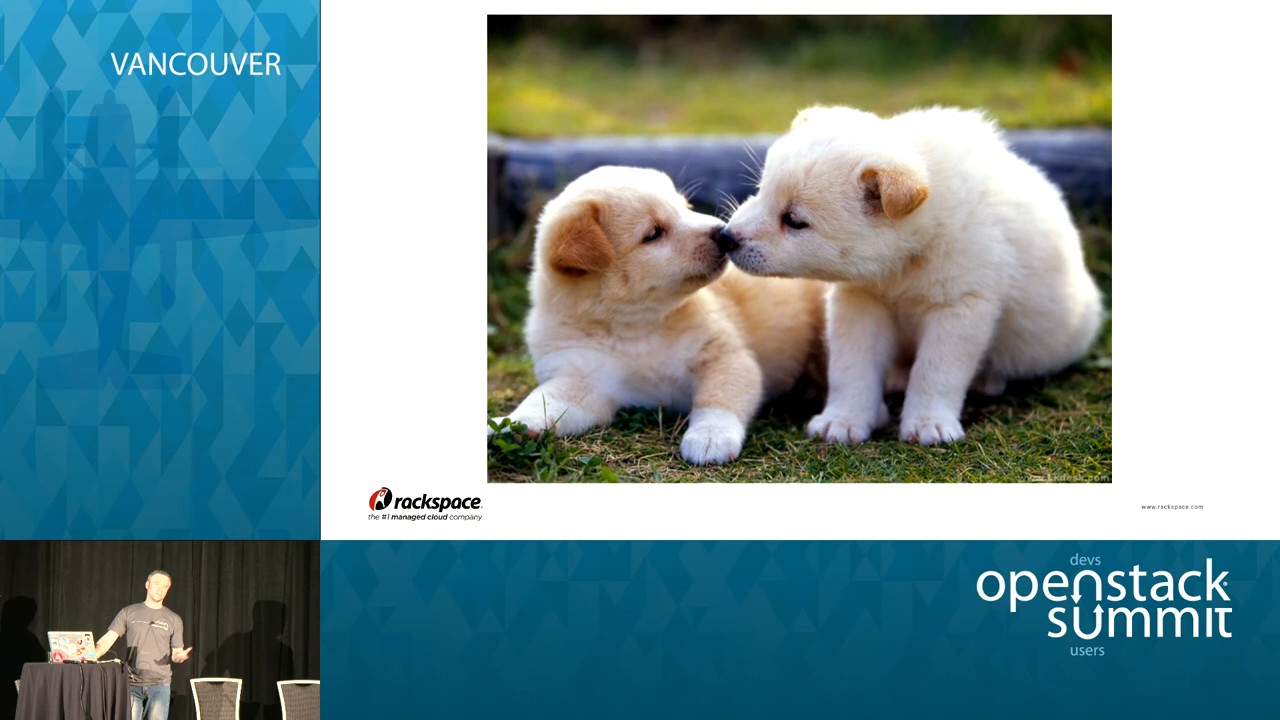 VANCOUVER
rackspace
the #1 managed cloud company
www.rackspace.com
devs
openstack
summit
users